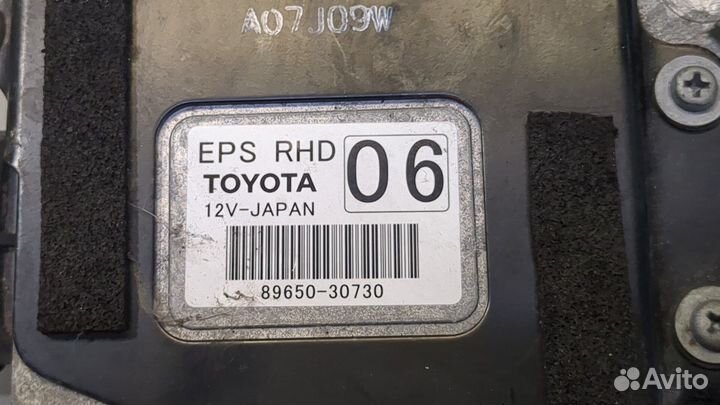 A07J09W
EPS RHD 06
TOYOTA
12V-JAPAN
89650-30730
Avito